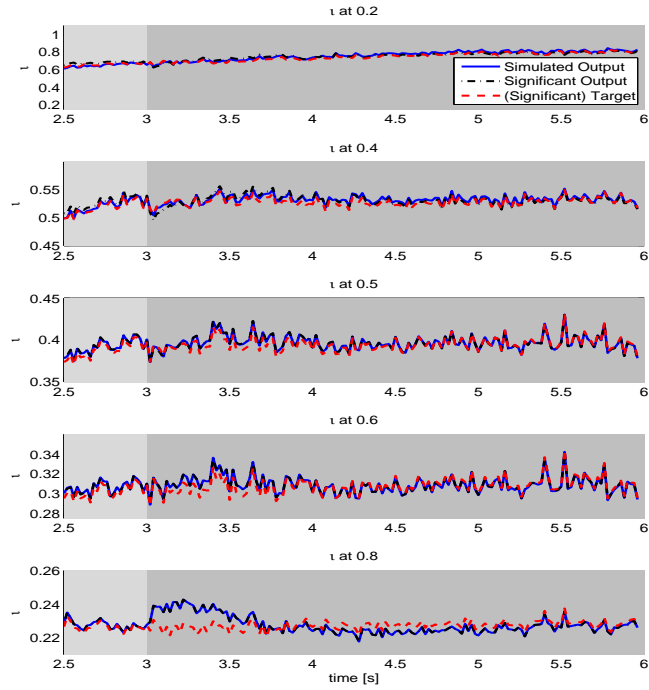 ι at 0.2
1
0.8
0.6
0.4
0.2
ι
Simulated Output
Significant Output
(Significant) Target
2.5 3 3.5 4 4.5 5 5.5 6
ι at 0.4
0.55
0.5
0.45
ι
2.5 3 3.5 4 4.5 5 5.5 6
ι at 0.5
0.45
0.4
0.35
ι
2.5 3 3.5 4 4.5 5 5.5 6
ι at 0.6
0.34
0.32
0.3
0.28
ι
2.5 3 3.5 4 4.5 5 5.5 6
ι at 0.8
0.26
0.24
0.22
ι
2.5 3 3.5 4 4.5 5 5.5 6
time [s]